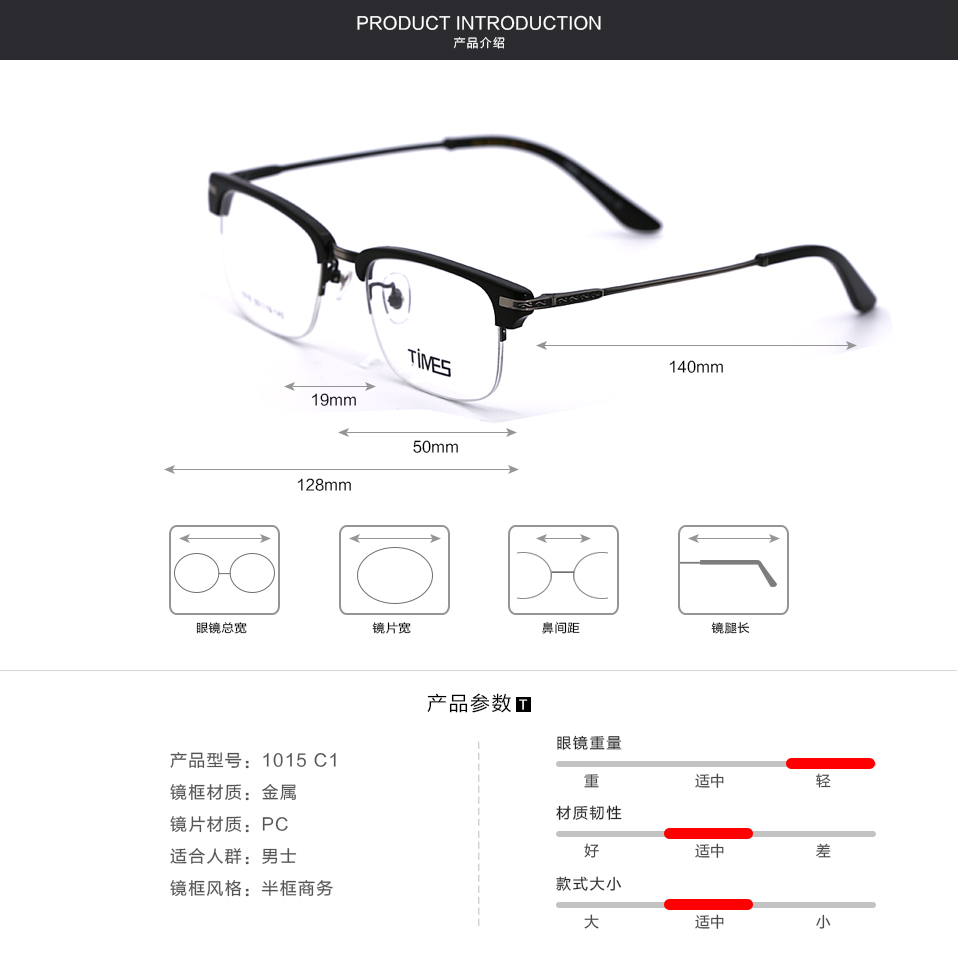 PRODUCT INTRODUCTION
产品介绍
TIMES
140mm
19mm
50mm
128mm
眼镜总宽
镜片宽
鼻间距
镜腿长
产品参数 T
产品型号：1015 C1
镜框材质：金属
镜片材质：PC
适合人群：男士
镜框风格：半框商务
眼镜重量
重 适中 轻
材质韧性
好 适中 差
款式大小
大 适中 小